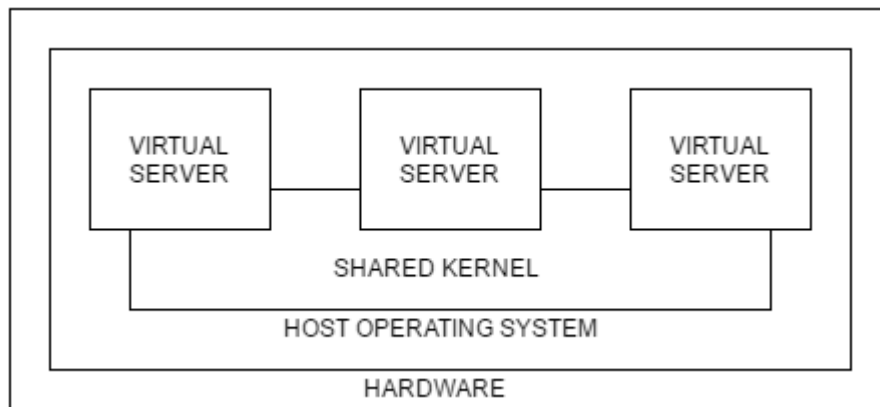 VIRTUAL
SERVER
VIRTUAL
SERVER
VIRTUAL
SERVER
SHARED KERNEL
HOST OPERATING SYSTEM
HARDWARE